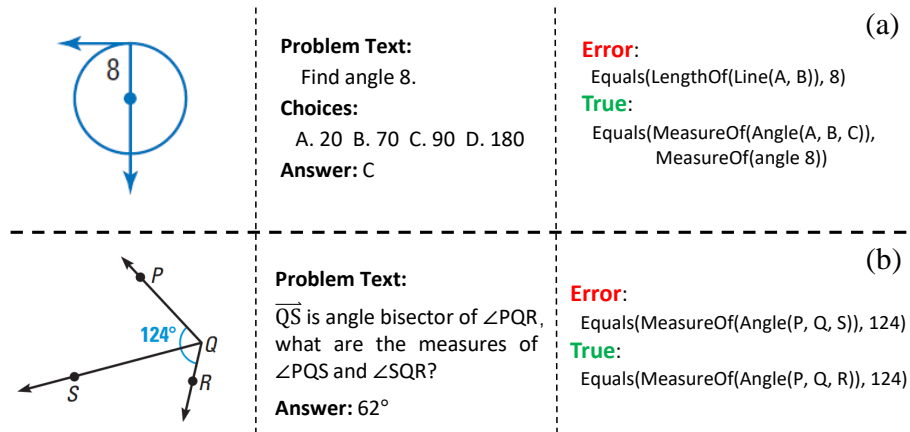 (a)
8
Problem Text:
Find angle 8.
Choices:
A. 20 B. 70 C. 90 D. 180
Answer: C
Error:
Equals(LengthOf(Line(A, B)), 8)
True:
Equals(MeasureOf(Angle(A, B, C)),
MeasureOf(angle 8))
(b)
P
124°
Q
S
R
Problem Text:
QS is angle bisector of ∠PQR,
what are the measures of
∠PQS and ∠SQR?
Answer: 62°
Error:
Equals(MeasureOf(Angle(P, Q, S)), 124)
True:
Equals(MeasureOf(Angle(P, Q, R)), 124)